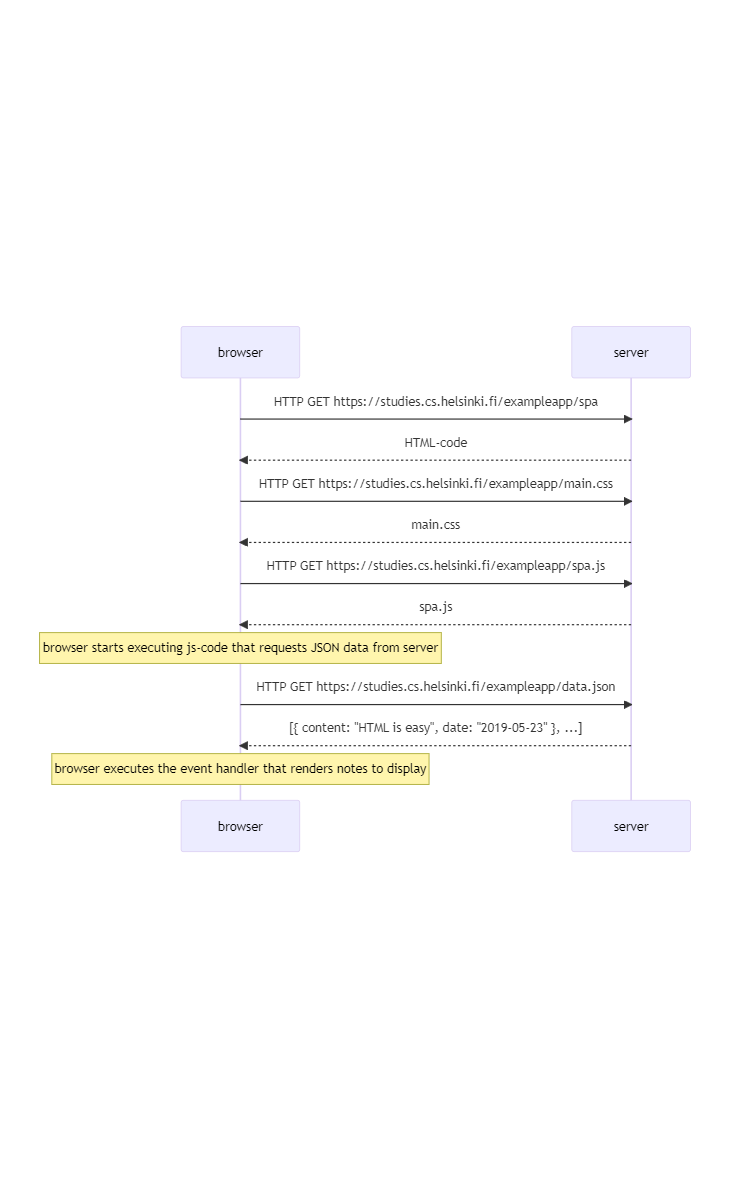 browser
server
HTTP GET https://studies.cs.helsinki.fi/exampleapp/spa
HTML-code
HTTP GET https://studies.cs.helsinki.fi/exampleapp/main.css
main.css
HTTP GET https://studies.cs.helsinki.fi/exampleapp/spa.js
spa.js
browser starts executing js-code that requests JSON data from server
HTTP GET https://studies.cs.helsinki.fi/exampleapp/data.json
[{ content: "HTML is easy", date: "2019-05-23" }, ...]
browser executes the event handler that renders notes to display
browser
server